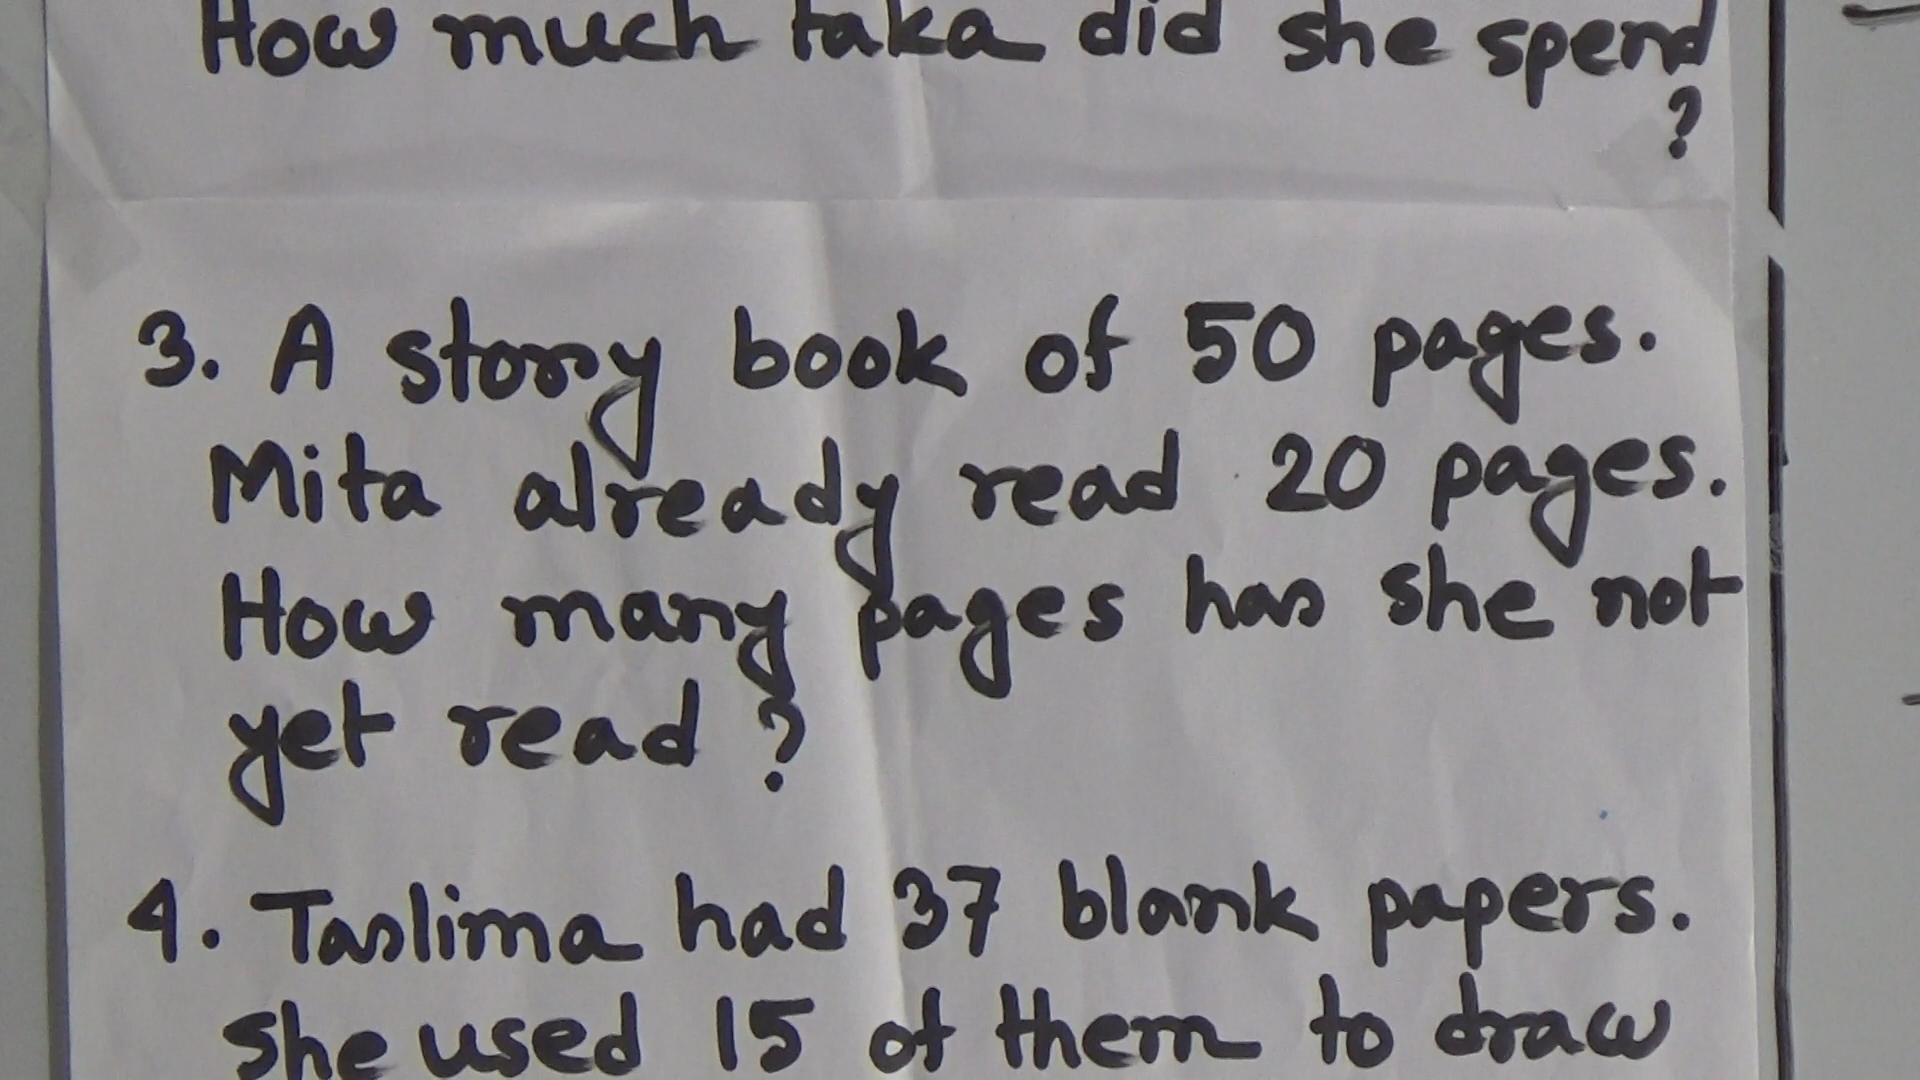 How much taka did she spend
?
3. A story book of 50 pages.
Mita already read 20 pages.
How many pages has she not
yet read?
4. Taslima had 37 blank papers.
She used 15 of them to draw